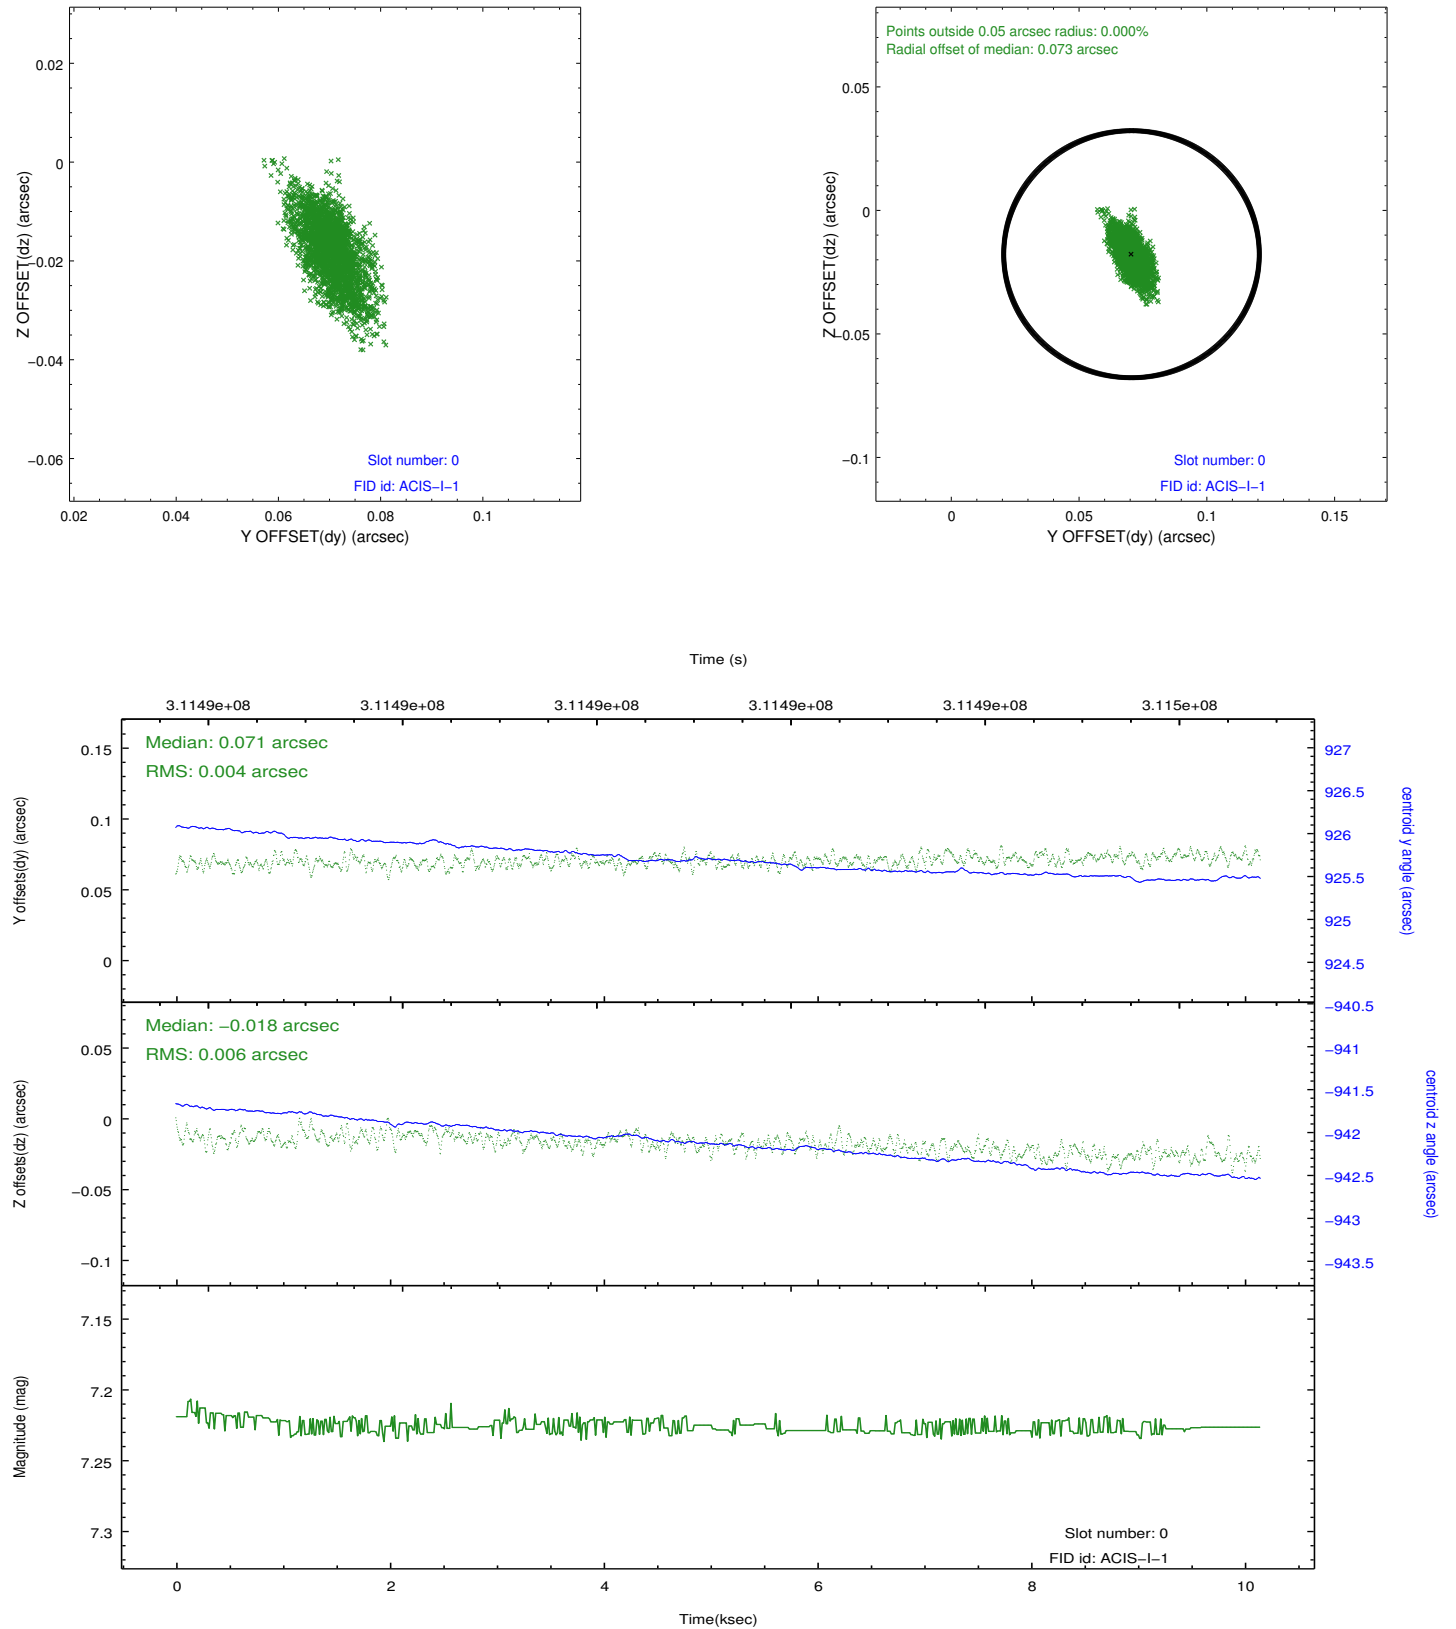 0.02
0
−0.02
−0.04
−0.06
Z OFFSET(dz) (arcsec)
Slot number: 0
FID id: ACIS−I−1
0.02 0.04 0.06 0.08 0.1
Y OFFSET(dy) (arcsec)
Points outside 0.05 arcsec radius: 0.000%
Radial offset of median: 0.073 arcsec
0.05
0
−0.05
−0.1
Z OFFSET(dz) (arcsec)
Slot number: 0
FID id: ACIS−I−1
0 0.05 0.1 0.15
Y OFFSET(dy) (arcsec)
Time (s)
3.1149e+08 3.1149e+08 3.1149e+08 3.1149e+08 3.1149e+08 3.115e+08
Median: 0.071 arcsec
RMS: 0.004 arcsec
0.15
0.1
0.05
0
Y offsets(dy) (arcsec)
927
926.5
926
925.5
925
924.5
centroid y angle (arcsec)
Median: −0.018 arcsec
RMS: 0.006 arcsec
0.05
0
−0.05
−0.1
Z offsets(dz) (arcsec)
−940.5
−941
−941.5
−942
−942.5
−943
−943.5
centroid z angle (arcsec)
7.15
7.2
7.25
7.3
Magnitude (mag)
Slot number: 0
FID id: ACIS−I−1
0 2 4 6 8 10
Time(ksec)